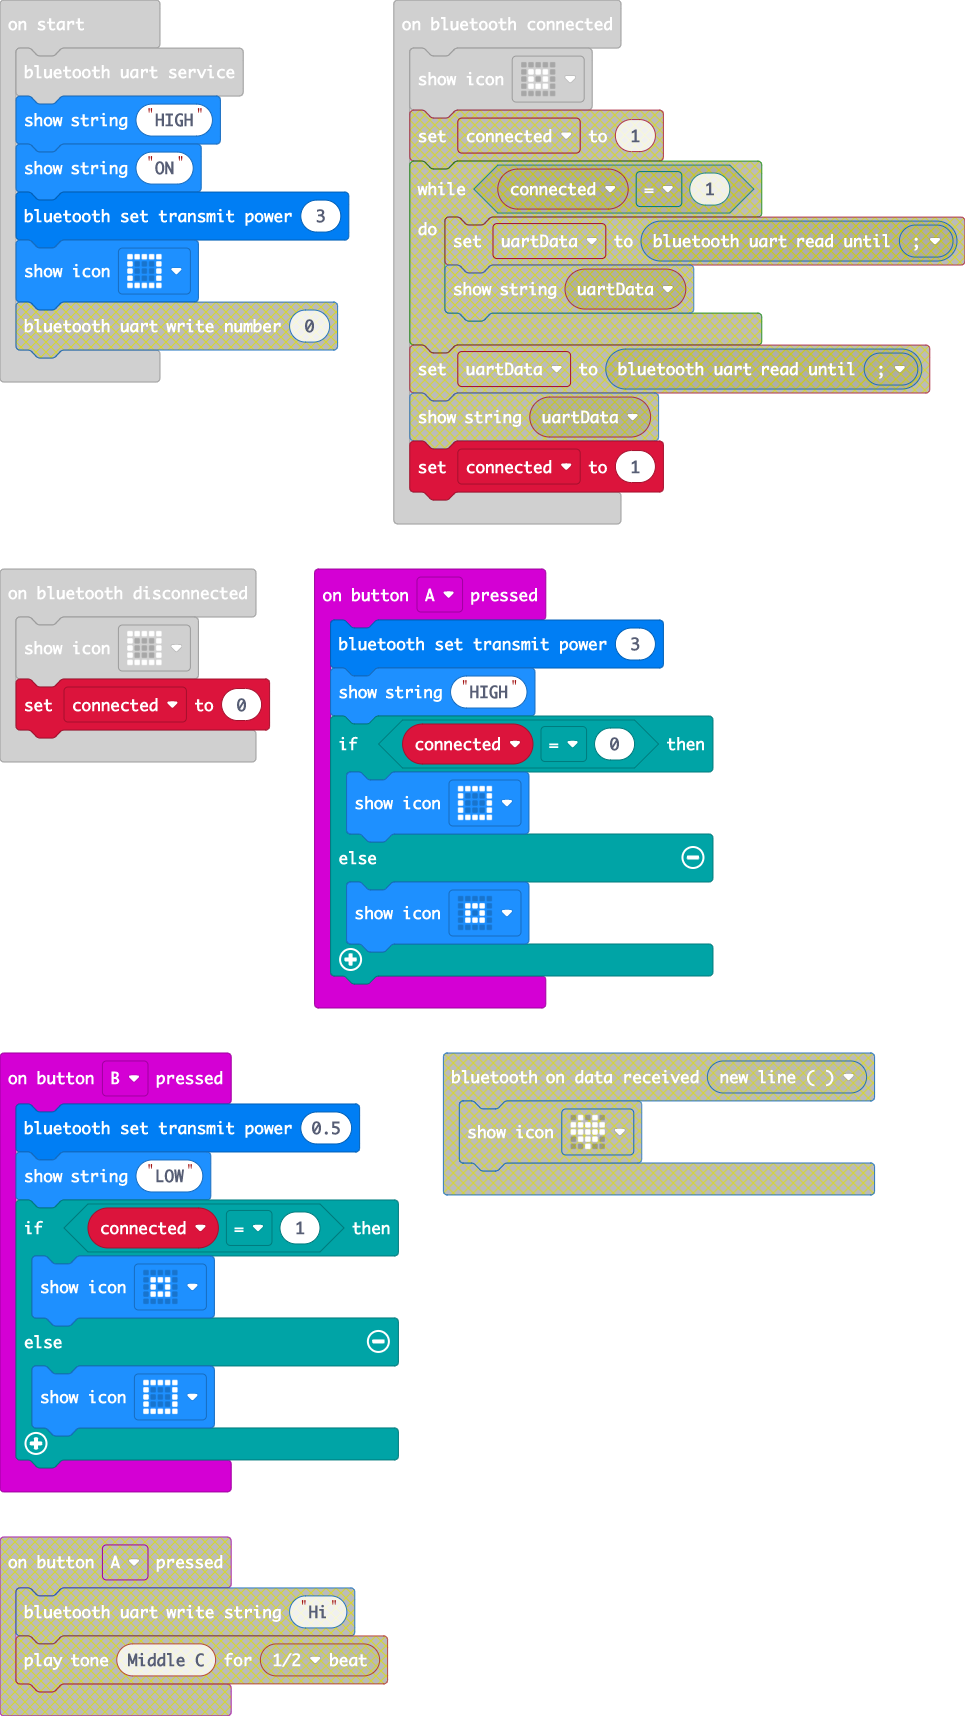 on start
bluetooth uart service
show string "HIGH"
show string "ON"
bluetooth set transmit power 3
show icon
bluetooth uart write number 0
on bluetooth connected
show icon
set connected to 1
while connected = 1
do set uartData to bluetooth uart read until ;
show string uartData
set uartData to bluetooth uart read until ;
show string uartData
set connected to 1
on bluetooth disconnected
show icon
set connected to 0
on button A pressed
bluetooth set transmit power 3
show string "HIGH"
if connected = 0 then
show icon
else
show icon
on button B pressed
bluetooth set transmit power 0.5
show string "LOW"
if connected = 1 then
show icon
else
show icon
bluetooth on data received new line ( )
show icon
on button A pressed
bluetooth uart write string "Hi"
play tone Middle C for 1/2 beat